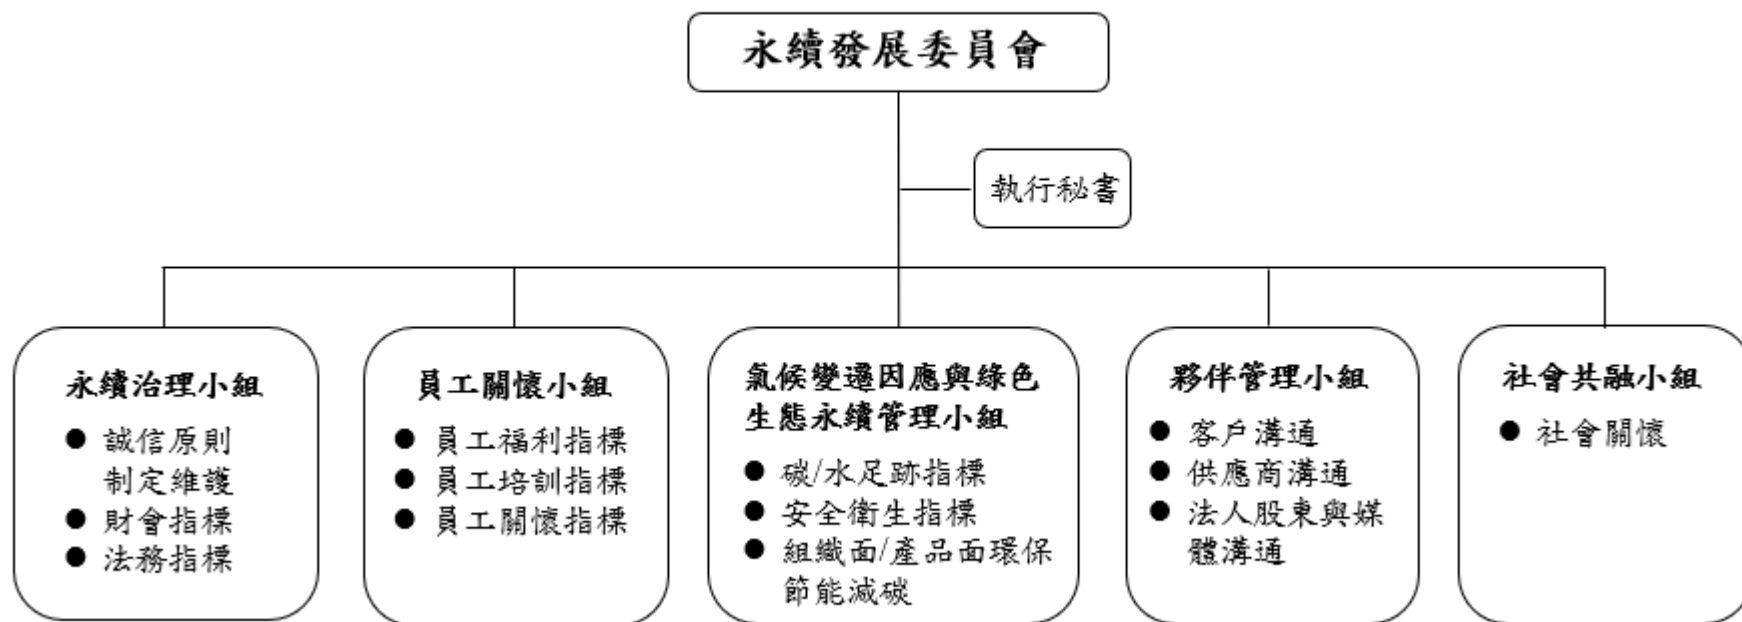 永續發展委員會
執行秘書
永續治理小組
● 誠信原則
制定維護
● 財會指標
● 法務指標
員工關懷小組
● 員工福利指標
● 員工培訓指標
● 員工關懷指標
氣候變遷因應與綠色
生態永續管理小組
● 碳/水足跡指標
● 安全衛生指標
● 組織面/產品面環保
節能減碳
夥伴管理小組
● 客戶溝通
● 供應商溝通
● 法人股東與媒
體溝通
社會共融小組
● 社會關懷